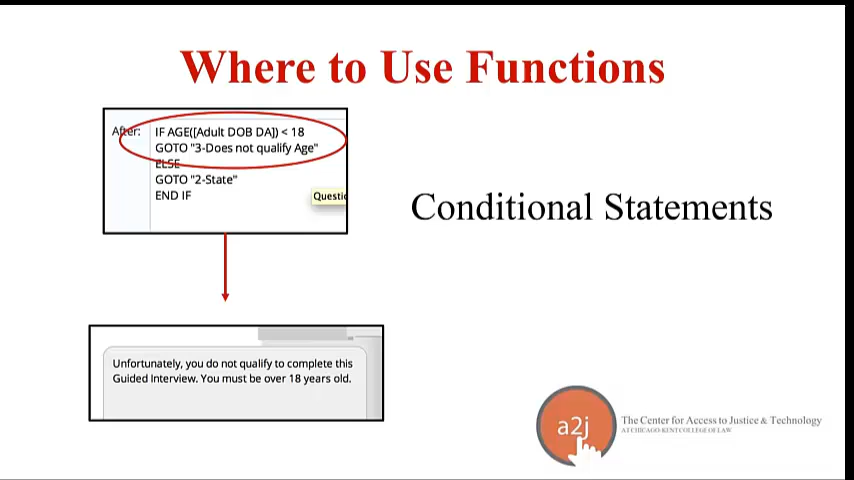 Where to Use Functions
After:
IF AGE([Adult DOB DA]) < 18
GOTO "3-Does not qualify Age"
ELSE
GOTO "2-State"
END IF
Questio
Conditional Statements
Unfortunately, you do not qualify to complete this
Guided Interview. You must be over 18 years old.
a2j
The Center for Access to Justice & Technology
AT CHICAGO-KENT COLLEGE OF LAW